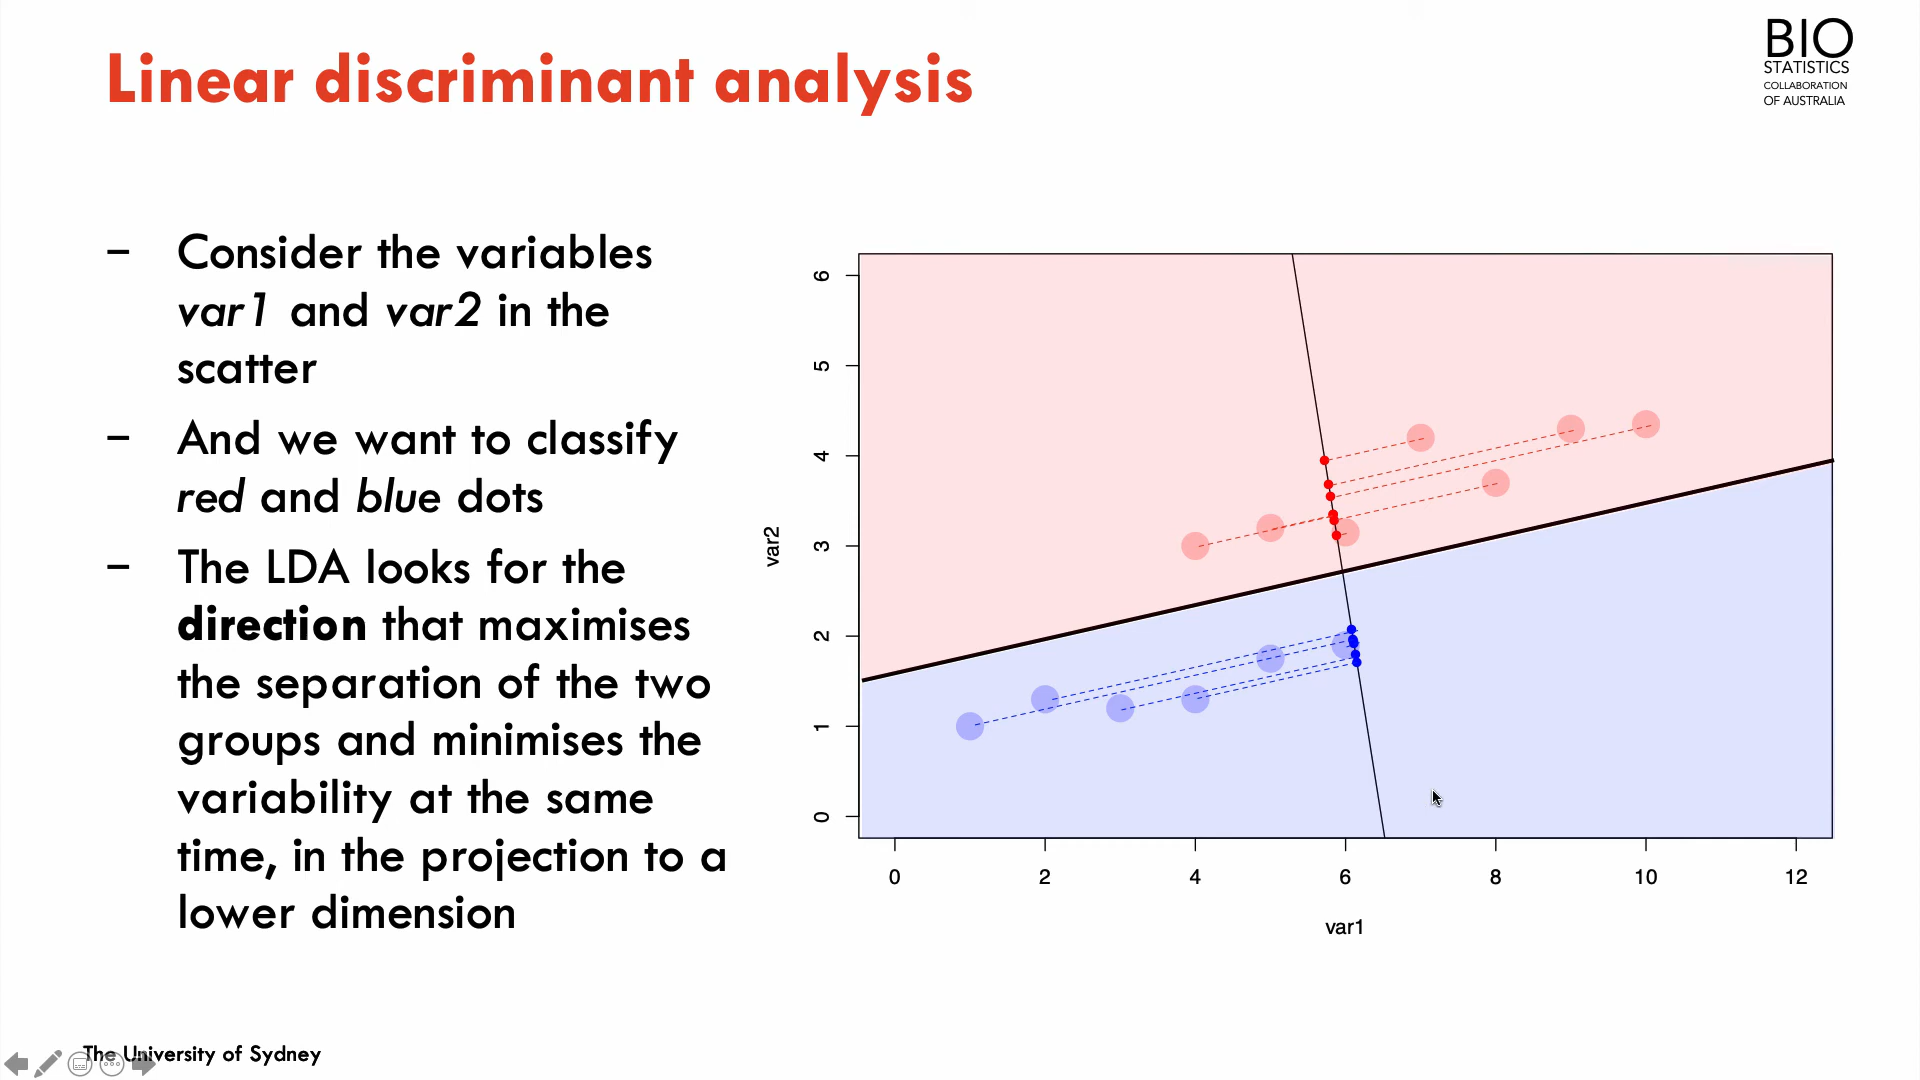 Linear discriminant analysis
BIO
STATISTICS
COLLABORATION
OF AUSTRALIA
– Consider the variables
var1 and var2 in the
scatter
– And we want to classify
red and blue dots
– The LDA looks for the
direction that maximises
the separation of the two
groups and minimises the
variability at the same
time, in the projection to a
lower dimension
var2
6
5
4
3
2
1
0
0 2 4 6 8 10 12
var1
The University of Sydney